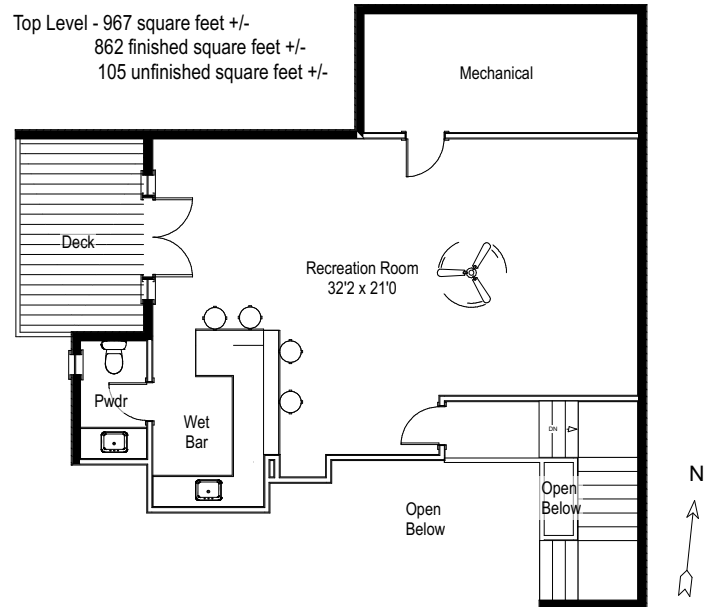 Top Level - 967 square feet +/-
862 finished square feet +/-
105 unfinished square feet +/-
Mechanical
Deck
Recreation Room
32'2 x 21'0
Pwdr
Wet
Bar
DN
Open
Below
Open
Below
N